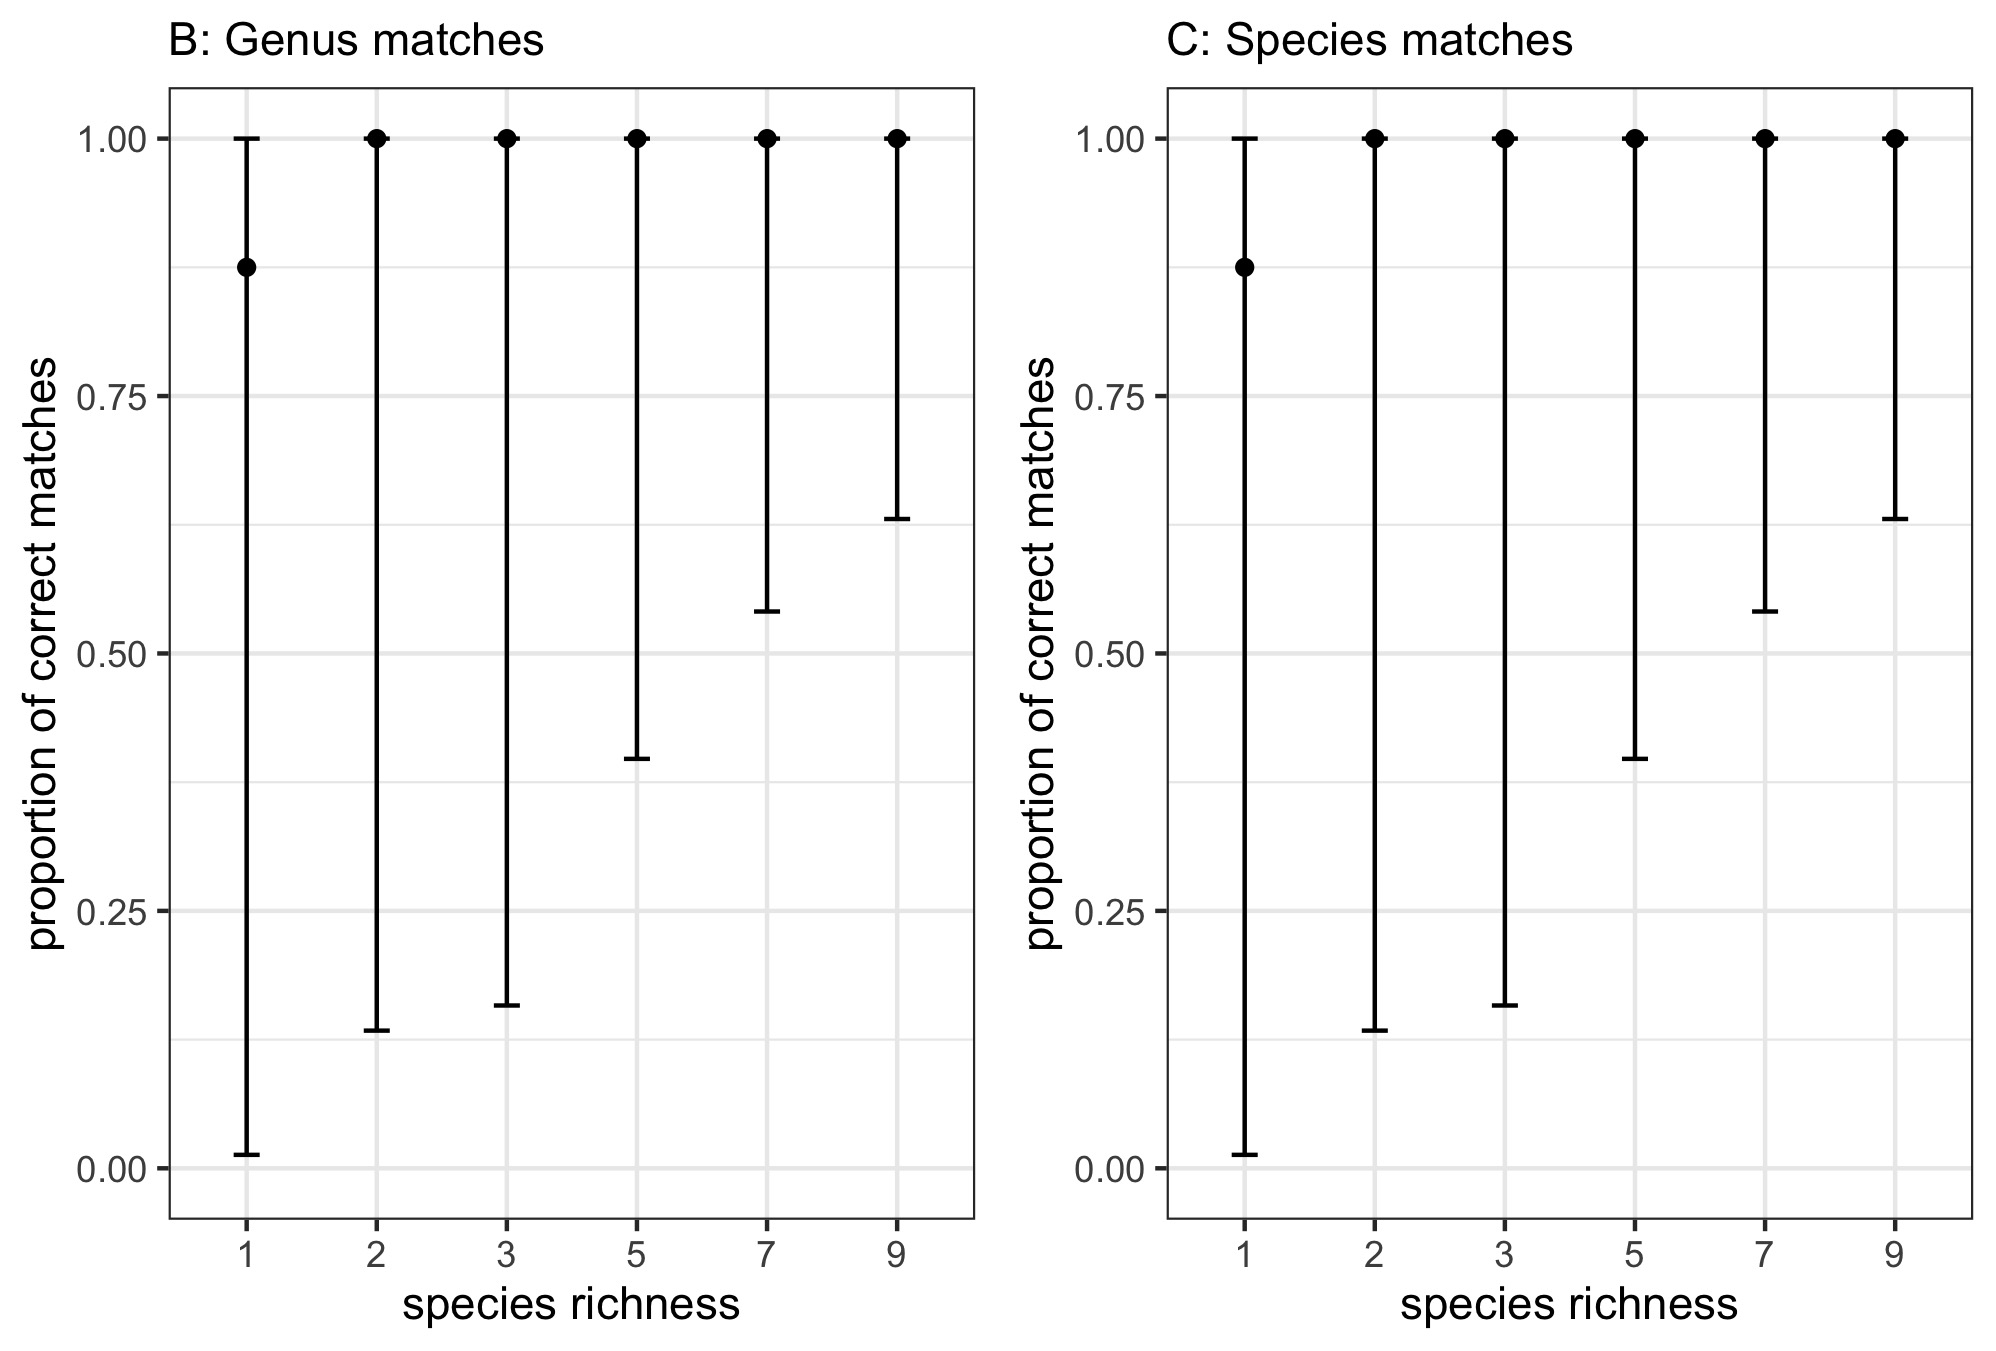 B: Genus matches
proportion of correct matches
1.00
0.75
0.50
0.25
0.00
1 2 3 5 7 9
species richness
C: Species matches
proportion of correct matches
1.00
0.75
0.50
0.25
0.00
1 2 3 5 7 9
species richness